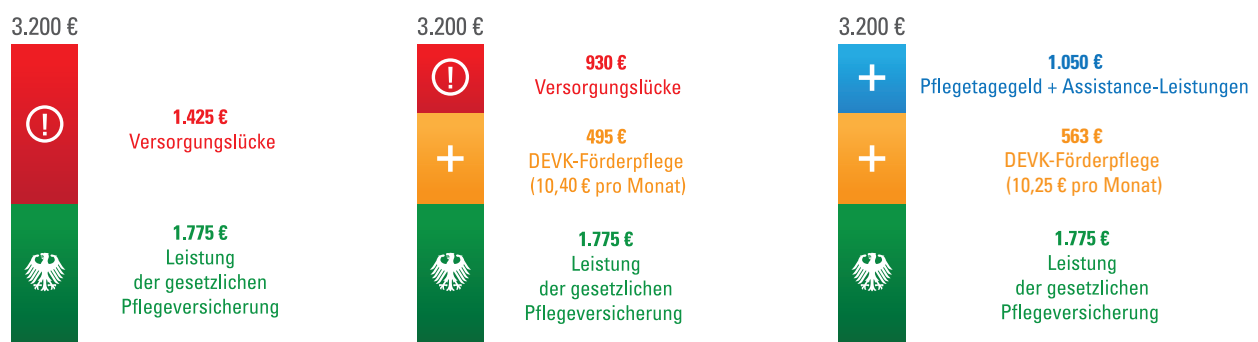 3.200 €
1.425 €
Versorgungslücke
1.775 €
Leistung
der gesetzlichen
Pflegeversicherung
3.200 €
930 €
Versorgungslücke
495 €
DEVK-Förderpflege
(10,40 € pro Monat)
1.775 €
Leistung
der gesetzlichen
Pflegeversicherung
3.200 €
1.050 €
Pflegetagegeld + Assistance-Leistungen
563 €
DEVK-Förderpflege
(10,25 € pro Monat)
1.775 €
Leistung
der gesetzlichen
Pflegeversicherung